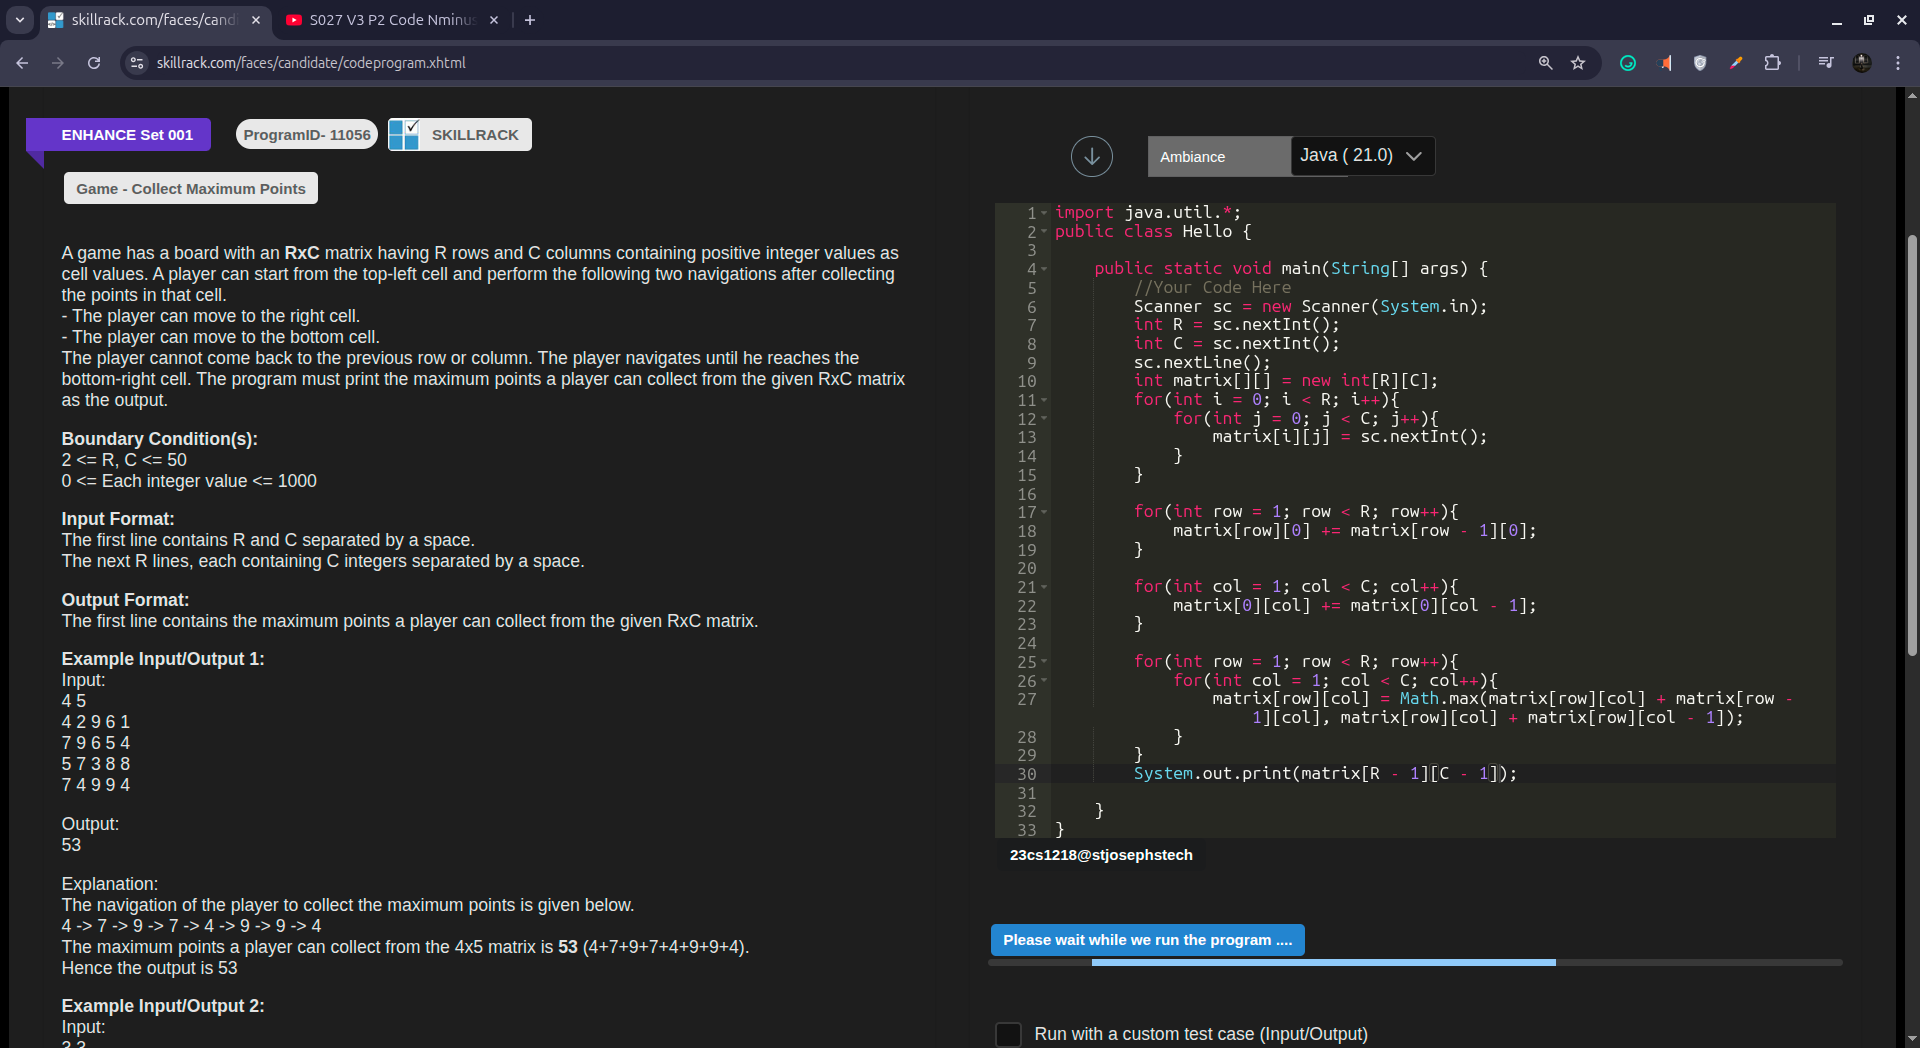 skillrack.com/faces/candi
S027 V3 P2 Code Nminus
skillrack.com/faces/candidate/codeprogram.xhtml
ENHANCE Set 001
ProgramID- 11056
SKILLRACK
Game - Collect Maximum Points
A game has a board with an RxC matrix having R rows and C columns containing positive integer values as
cell values. A player can start from the top-left cell and perform the following two navigations after collecting
the points in that cell.
- The player can move to the right cell.
- The player can move to the bottom cell.
The player cannot come back to the previous row or column. The player navigates until he reaches the
bottom-right cell. The program must print the maximum points a player can collect from the given RxC matrix
as the output.
Boundary Condition(s):
2 <= R, C <= 50
0 <= Each integer value <= 1000
Input Format:
The first line contains R and C separated by a space.
The next R lines, each containing C integers separated by a space.
Output Format:
The first line contains the maximum points a player can collect from the given RxC matrix.
Example Input/Output 1:
Input:
4 5
4 2 9 6 1
7 9 6 5 4
5 7 3 8 8
7 4 9 9 4
Output:
53
Explanation:
The navigation of the player to collect the maximum points is given below.
4 -> 7 -> 9 -> 7 -> 4 -> 9 -> 9 -> 4
The maximum points a player can collect from the 4x5 matrix is 53 (4+7+9+7+4+9+9+4).
Hence the output is 53
Example Input/Output 2:
Input:
3 3
Ambiance
Java ( 21.0)
1 import java.util.*;
2 public class Hello {
3
4 public static void main(String[] args) {
5 //Your Code Here
6 Scanner sc = new Scanner(System.in);
7 int R = sc.nextInt();
8 int C = sc.nextInt();
9 sc.nextLine();
10 int matrix[][] = new int[R][C];
11 for(int i = 0; i < R; i++){
12 for(int j = 0; j < C; j++){
13 matrix[i][j] = sc.nextInt();
14 }
15 }
16
17 for(int row = 1; row < R; row++){
18 matrix[row][0] += matrix[row - 1][0];
19 }
20
21 for(int col = 1; col < C; col++){
22 matrix[0][col] += matrix[0][col - 1];
23 }
24
25 for(int row = 1; row < R; row++){
26 for(int col = 1; col < C; col++){
27 matrix[row][col] = Math.max(matrix[row][col] + matrix[row -
1][col], matrix[row][col] + matrix[row][col - 1]);
28 }
29 }
30 System.out.print(matrix[R - 1][C - 1]);
31
32 }
33 }
23cs1218@stjosephstech
Please wait while we run the program ....
Run with a custom test case (Input/Output)